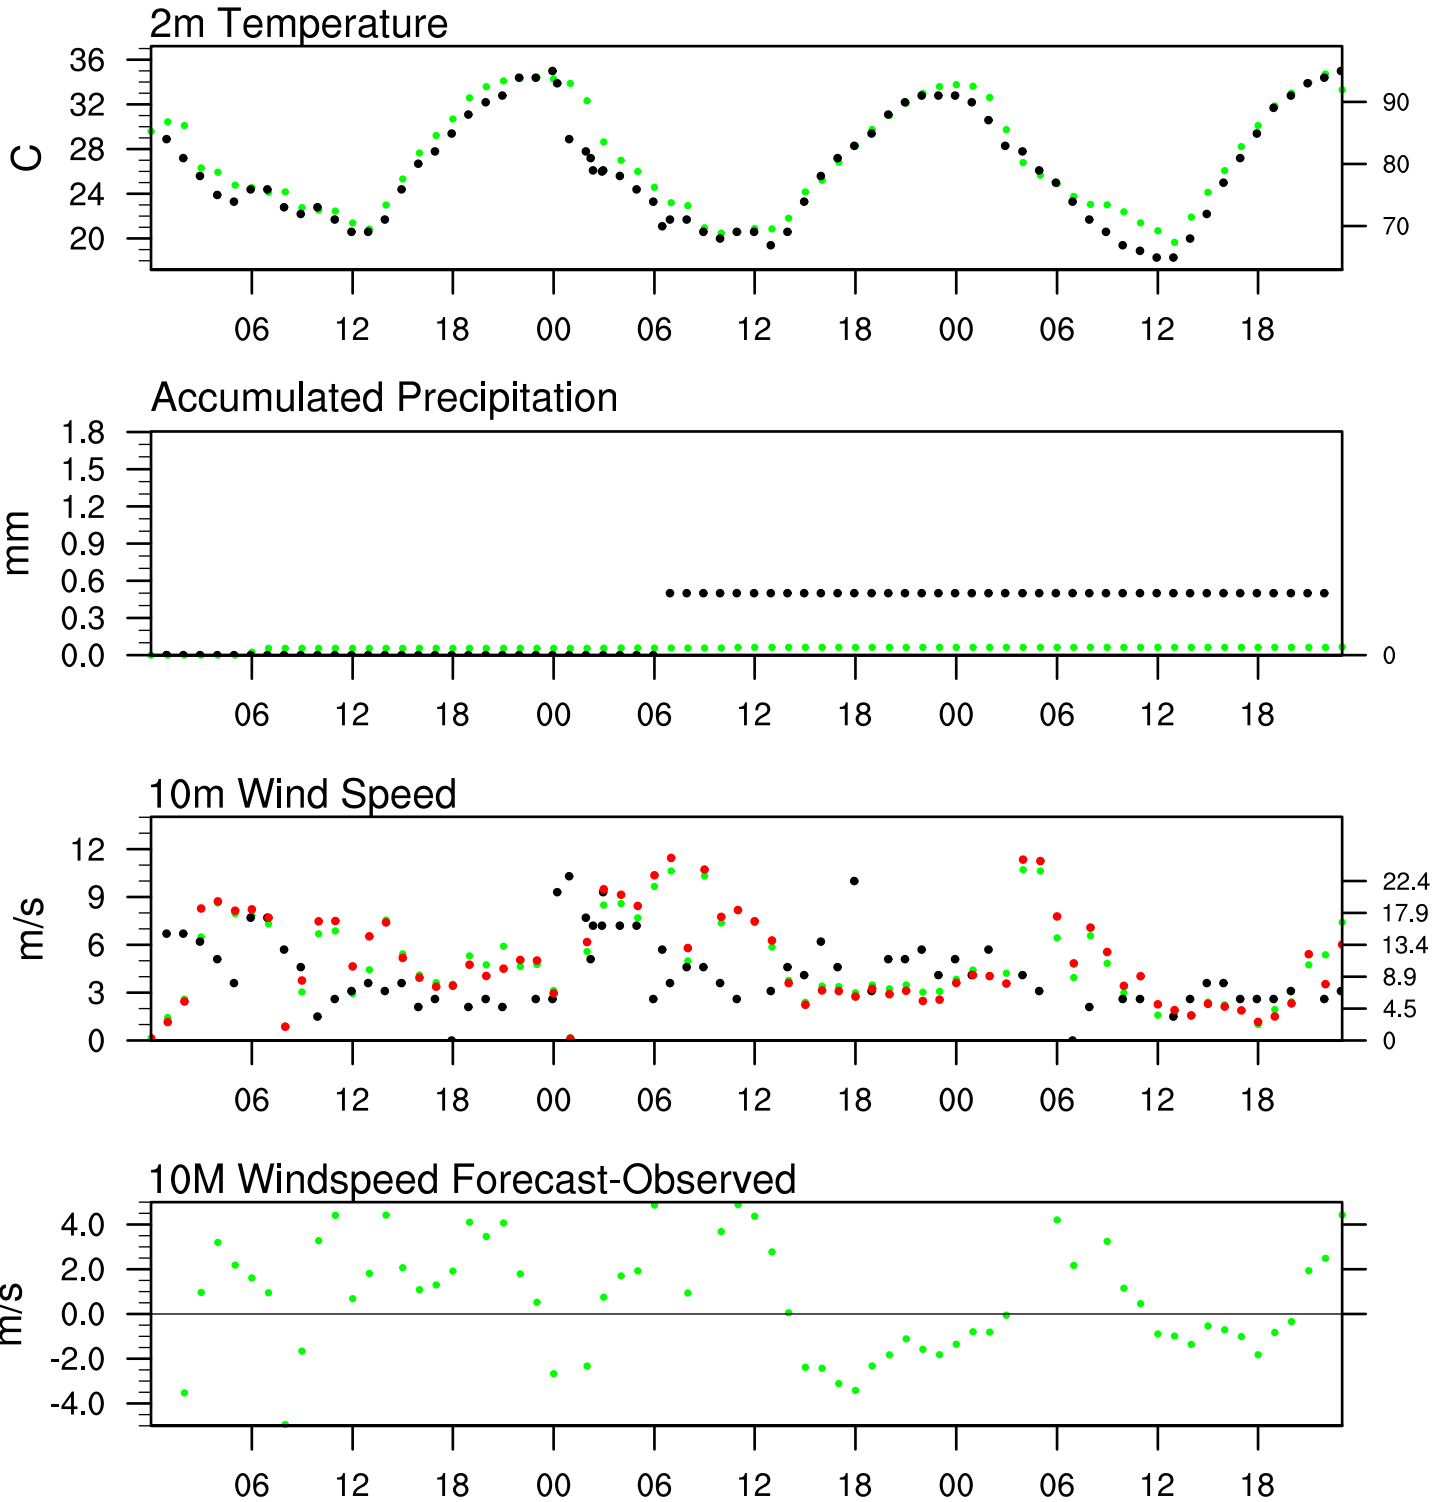 2m Temperature
36
32
28
24
20
C
90
80
70
06 12 18 00 06 12 18 00 06 12 18
Accumulated Precipitation
1.8
1.5
1.2
0.9
0.6
0.3
0.0
mm
0
06 12 18 00 06 12 18 00 06 12 18
10m Wind Speed
12
9
6
3
0
m/s
22.4
17.9
13.4
8.9
4.5
0
06 12 18 00 06 12 18 00 06 12 18
10M Windspeed Forecast-Observed
4.0
2.0
0.0
-2.0
-4.0
m/s
06 12 18 00 06 12 18 00 06 12 18